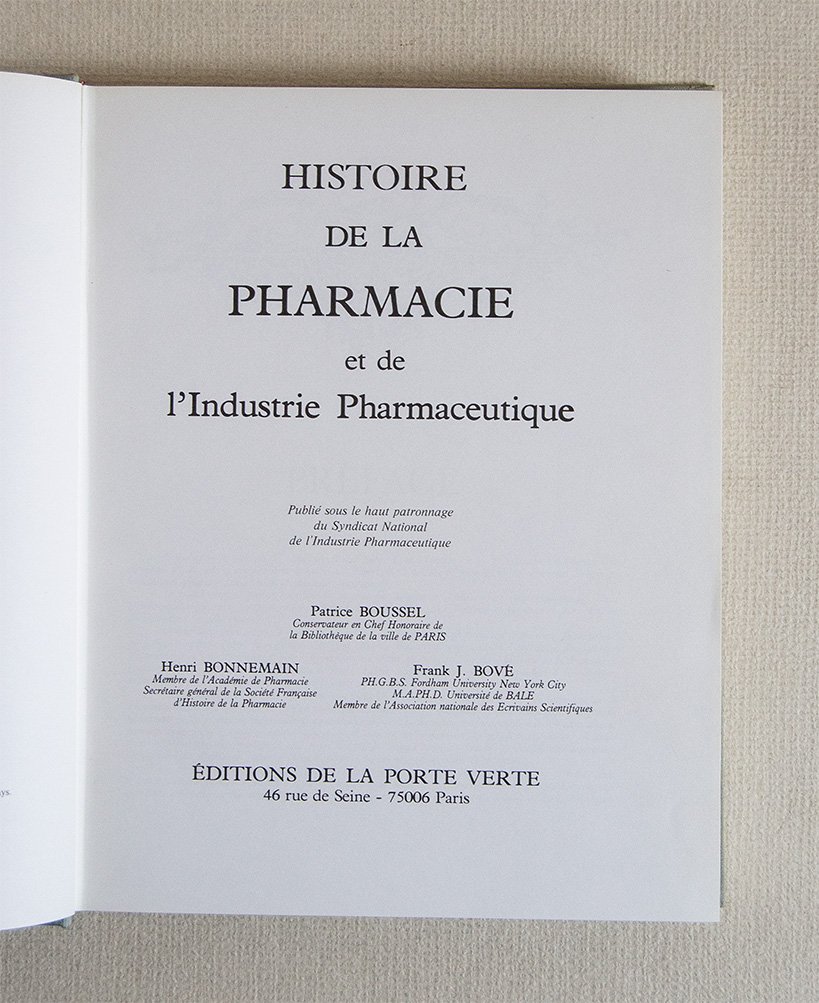 HISTOIRE
DE LA
PHARMACIE
et de
l'Industrie Pharmaceutique
Publié sous le haut patronnage
du Syndicat National
de l'Industrie Pharmaceutique
Patrice BOUSSEL
Conservateur en Chef Honoraire de
la Bibliothèque de la ville de PARIS
Henri BONNEMAIN
Membre de l'Académie de Pharmacie
Secrétaire général de la Société Française
d'Histoire de la Pharmacie
Frank J. BOVÉ
PH.G.B.S. Fordham University New York City
M.A.PH.D. Université de BALE
Membre de l'Association nationale des Ecrivains Scientifiques
ÉDITIONS DE LA PORTE VERTE
46 rue de Seine - 75006 Paris